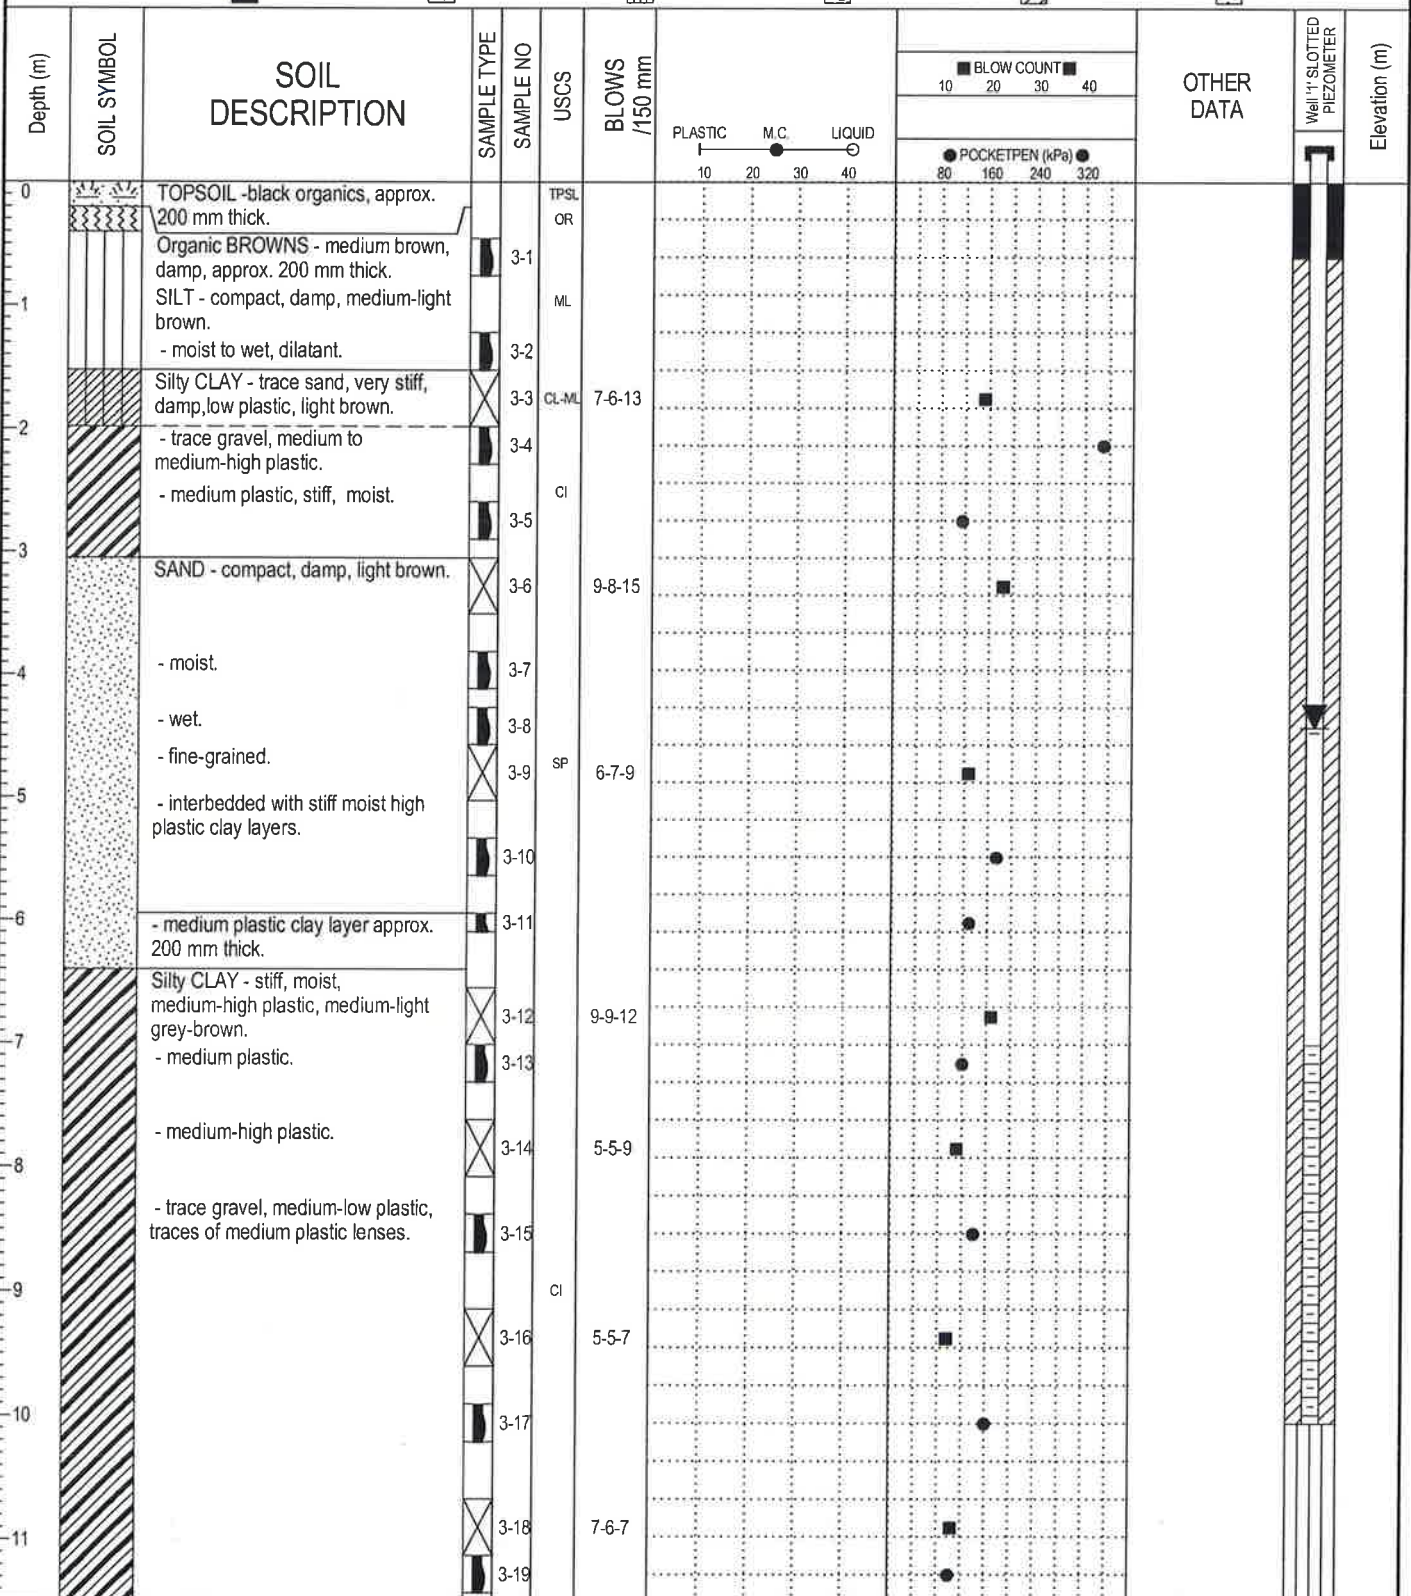 Depth (m)
SOIL SYMBOL
SOIL
DESCRIPTION
SAMPLE TYPE
SAMPLE NO
USCS
BLOWS
/150 mm
PLASTIC M.C. LIQUID
10 20 30 40
■ BLOW COUNT ■
10 20 30 40
● POCKETPEN (kPa) ●
80 160 240 320
OTHER
DATA
Well '1' SLOTTED
PIEZOMETER
Elevation (m)
0
TOPSOIL -black organics, approx.
200 mm thick.
TPSL
OR
Organic BROWNS - medium brown,
damp, approx. 200 mm thick.
3-1
1
SILT - compact, damp, medium-light
brown.
ML
- moist to wet, dilatant.
3-2
Silty CLAY - trace sand, very stiff,
damp,low plastic, light brown.
3-3 CL-ML 7-6-13
2
- trace gravel, medium to
medium-high plastic.
3-4
- medium plastic, stiff, moist.
CI
3-5
3
SAND - compact, damp, light brown.
3-6 9-8-15
- moist.
3-7
4
- wet.
3-8
- fine-grained.
3-9 SP 6-7-9
5
- interbedded with stiff moist high
plastic clay layers.
3-10
6
- medium plastic clay layer approx.
200 mm thick.
3-11
Silty CLAY - stiff, moist,
medium-high plastic, medium-light
grey-brown.
3-12 9-9-12
7
- medium plastic.
3-13
- medium-high plastic.
3-14 5-5-9
8
- trace gravel, medium-low plastic,
traces of medium plastic lenses.
3-15
9
CI
3-16 5-5-7
10
3-17
3-18 7-6-7
11
3-19